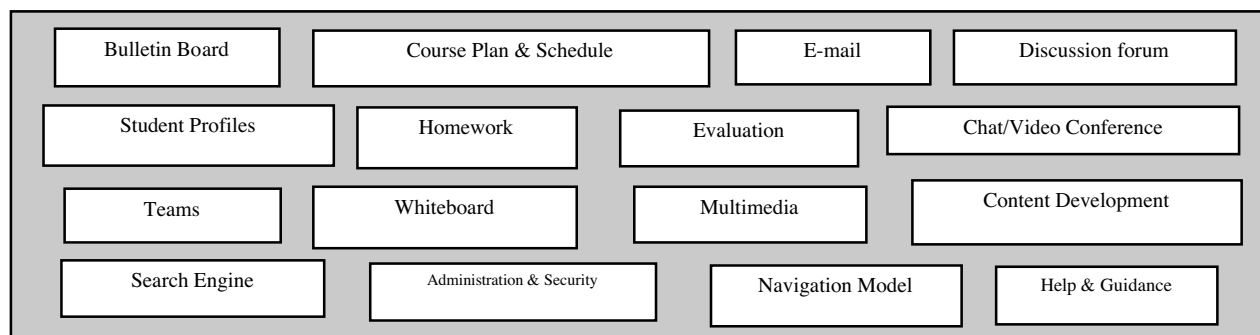 Bulletin Board
Course Plan & Schedule
E-mail
Discussion forum
Student Profiles
Homework
Evaluation
Chat/Video Conference
Teams
Whiteboard
Multimedia
Content Development
Search Engine
Administration & Security
Navigation Model
Help & Guidance